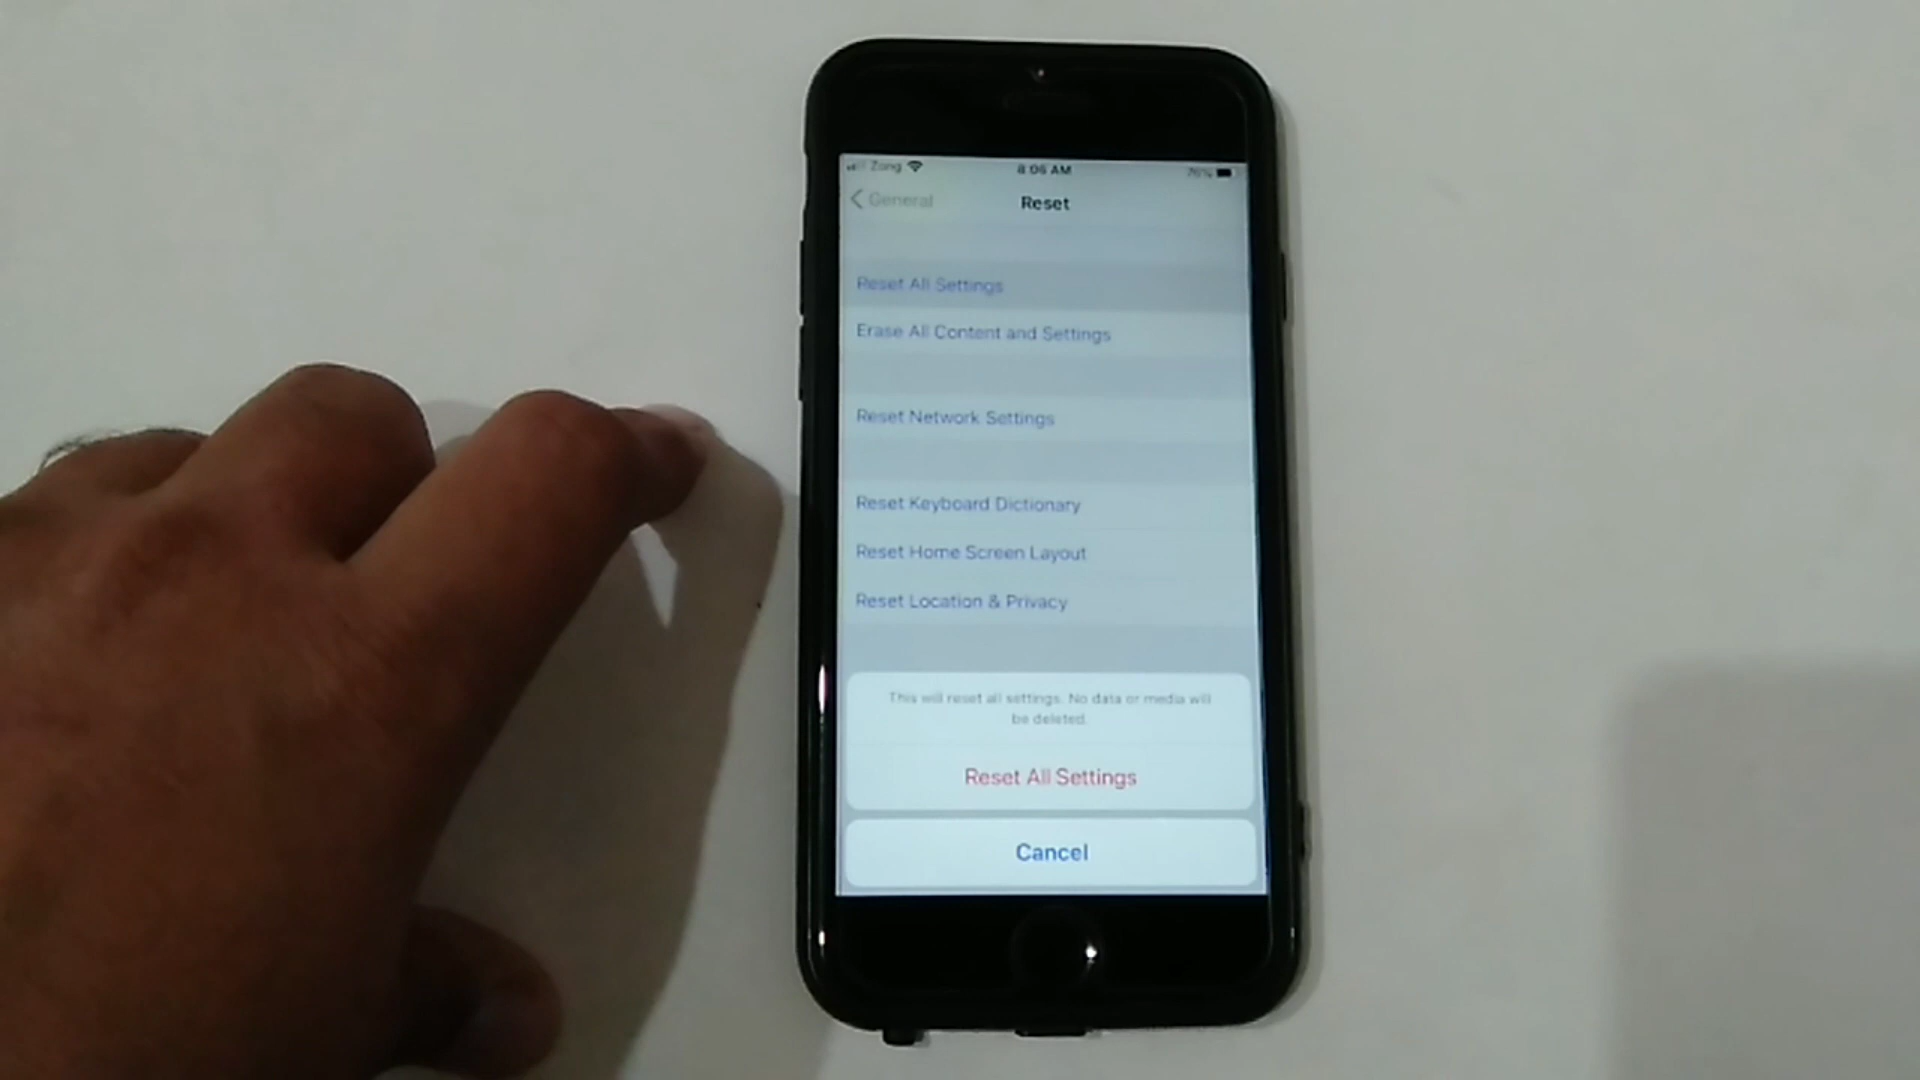 Zong 8:06 AM 76%
General Reset
Reset All Settings
Erase All Content and Settings
Reset Network Settings
Reset Keyboard Dictionary
Reset Home Screen Layout
Reset Location & Privacy
This will reset all settings. No data or media will
be deleted.
Reset All Settings
Cancel